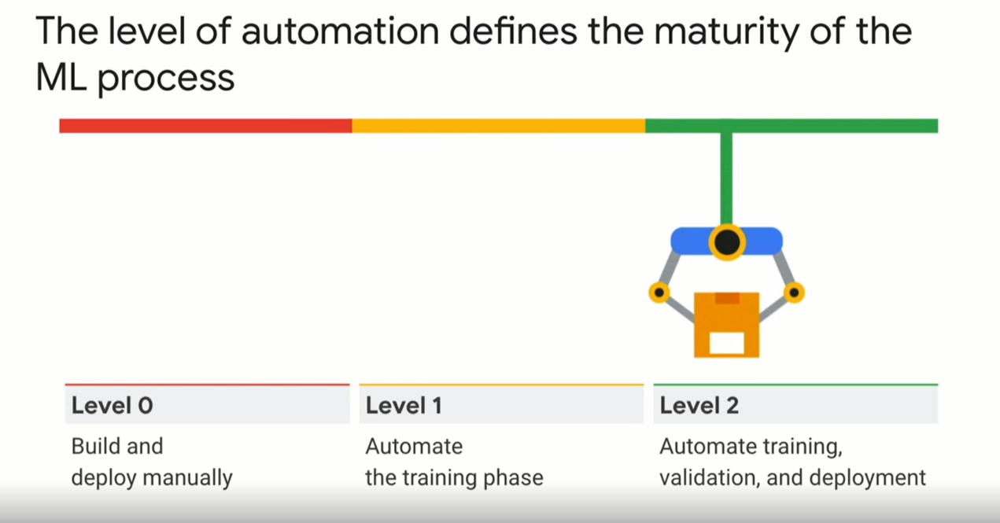 The level of automation defines the maturity of the
ML process
Level 0
Build and
deploy manually
Level 1
Automate
the training phase
Level 2
Automate training,
validation, and deployment